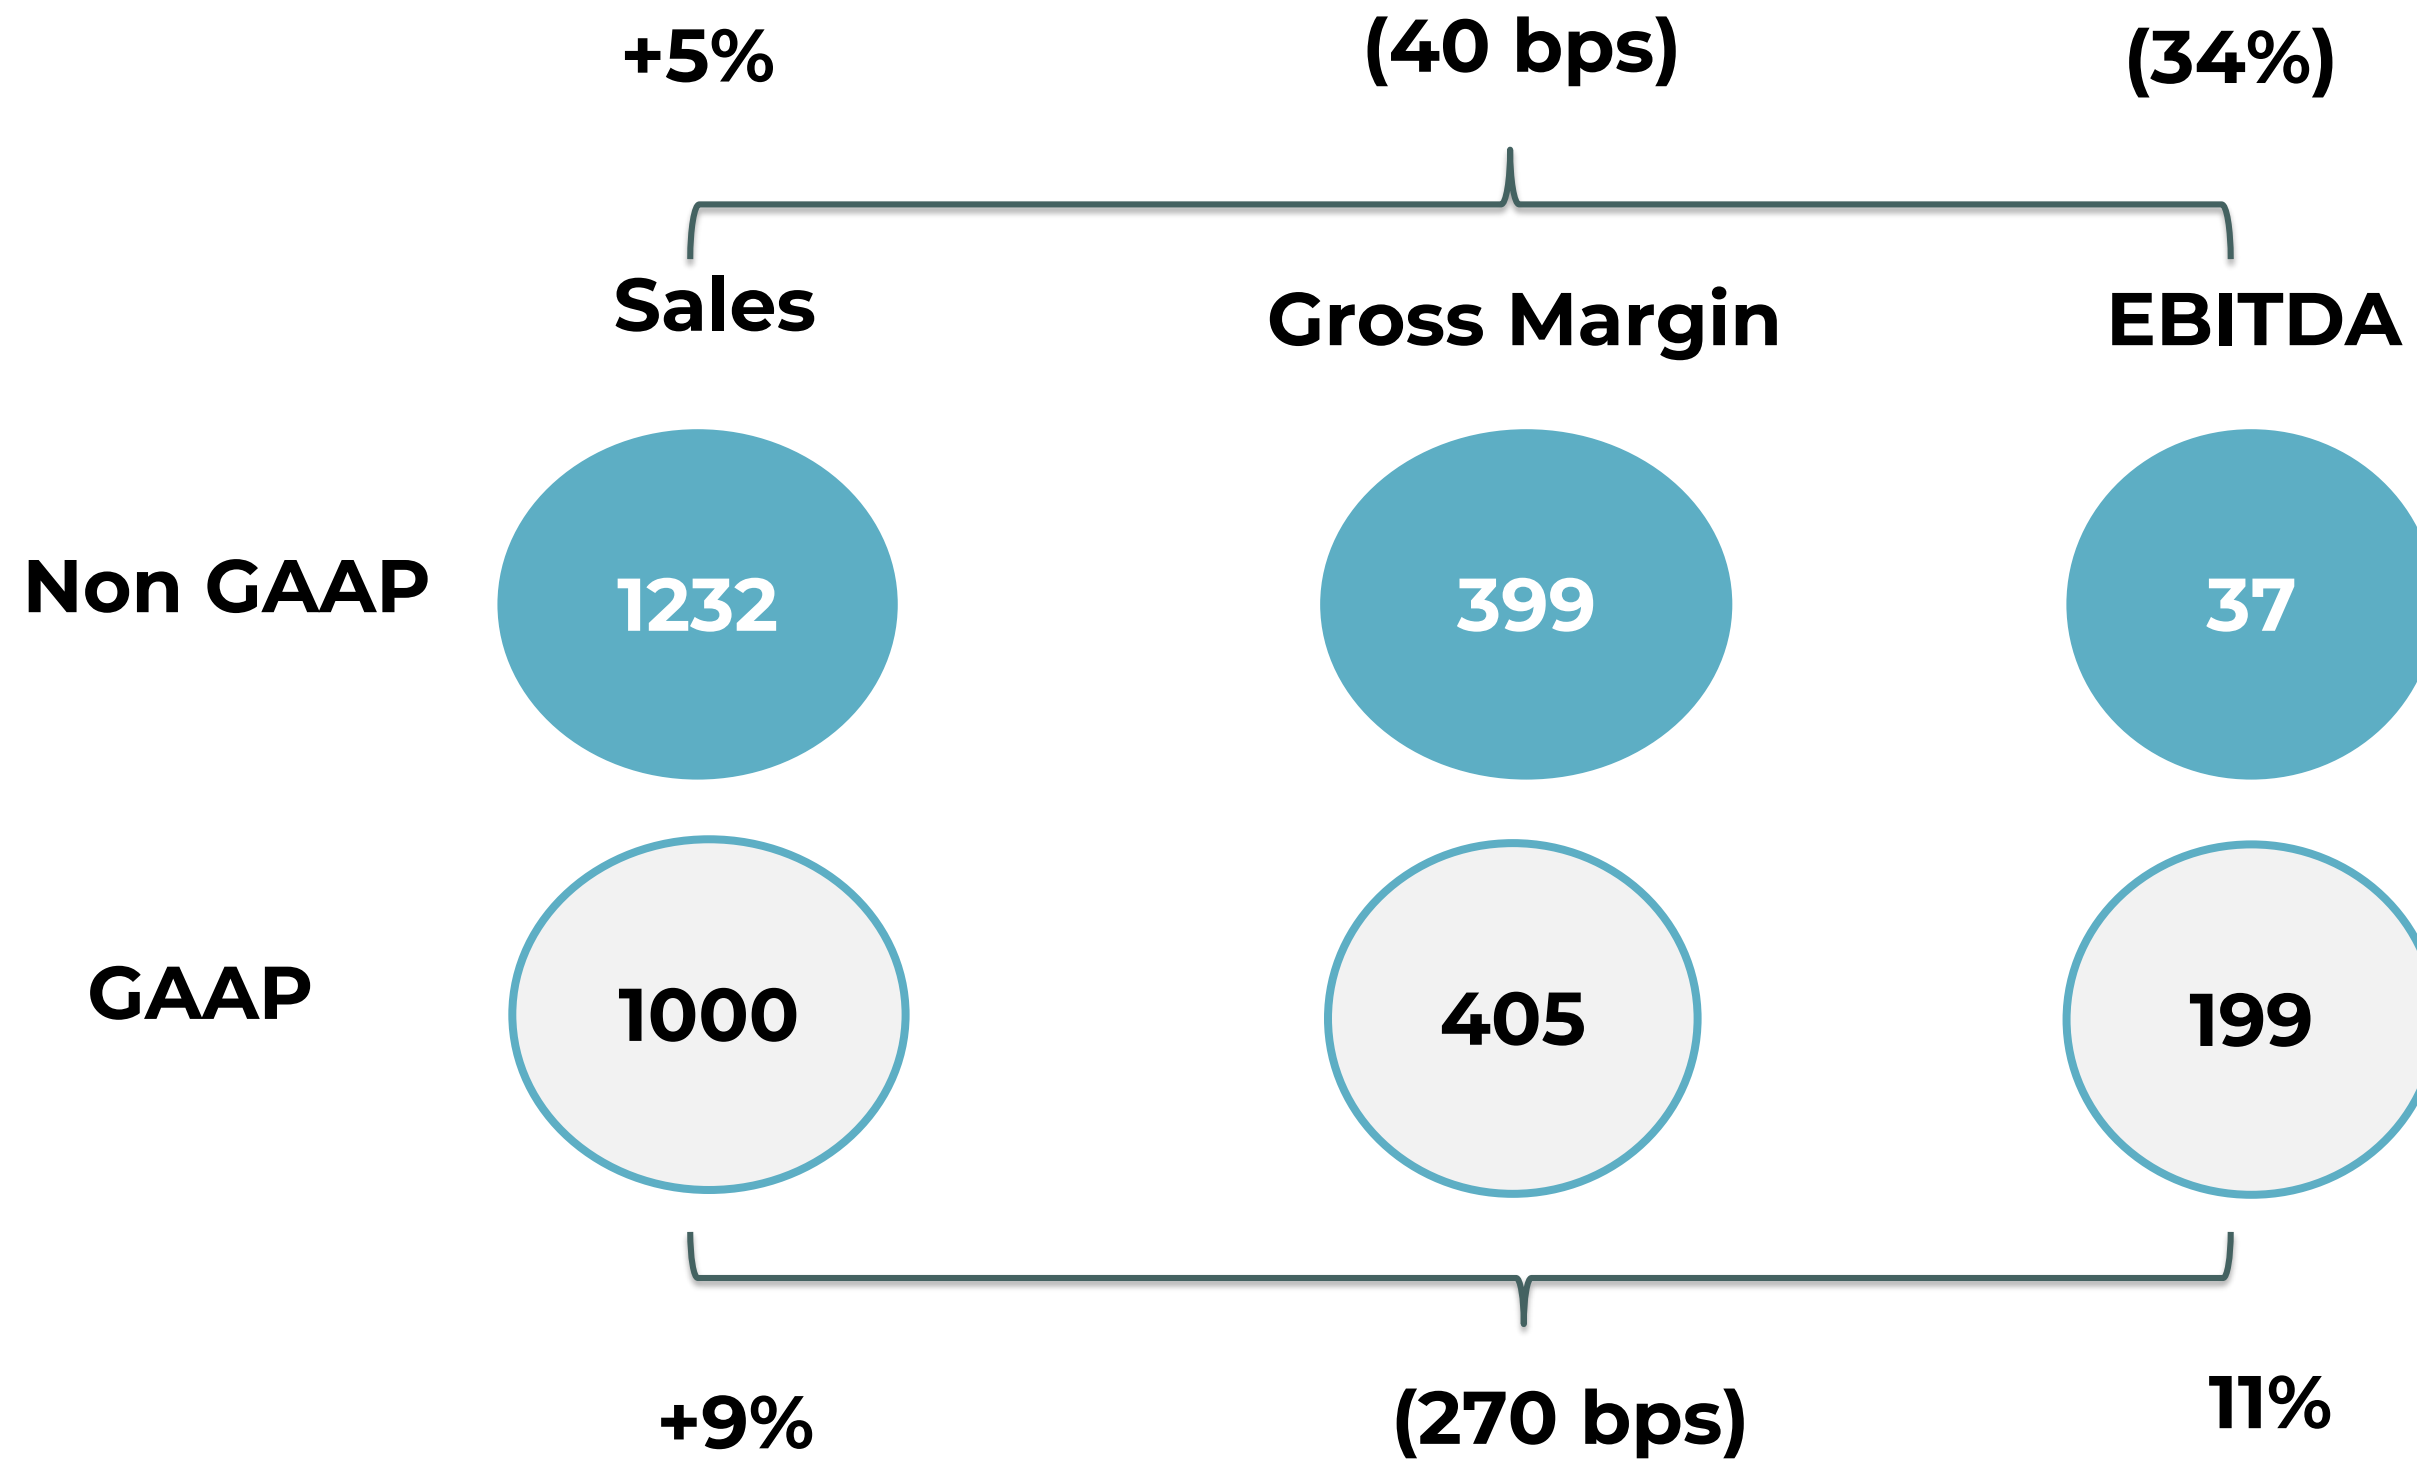 +5%
(40 bps)
(34%)
Sales
Gross Margin
EBITDA
Non GAAP
1232
399
37
GAAP
1000
405
199
+9%
(270 bps)
11%